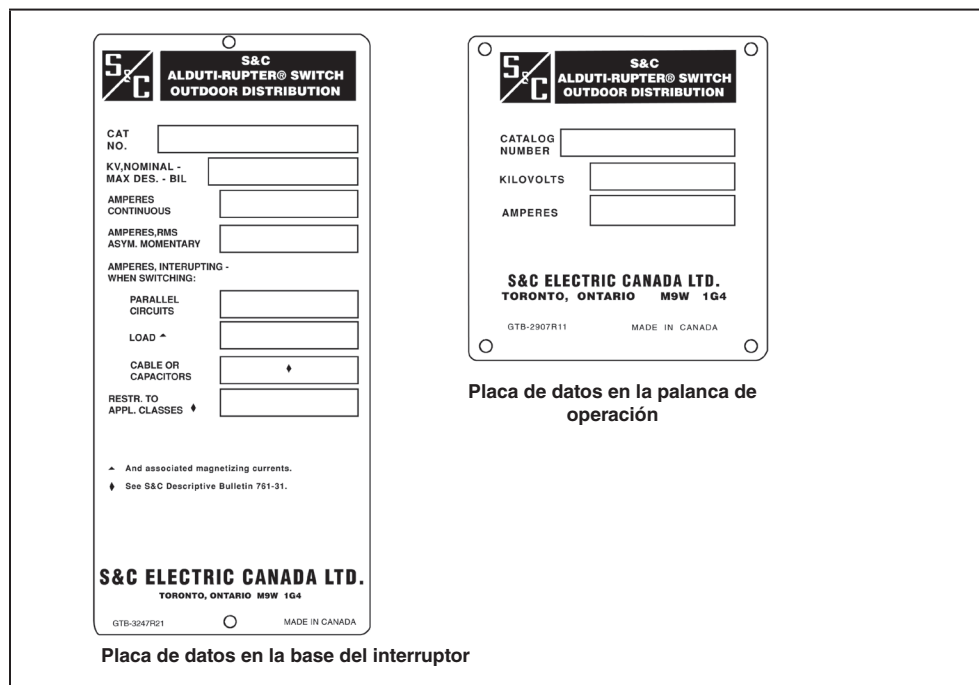 S&C
S&C
ALDUTI-RUPTER® SWITCH
OUTDOOR DISTRIBUTION
CAT
NO.
KV,NOMINAL -
MAX DES. - BIL
AMPERES
CONTINUOUS
AMPERES,RMS
ASYM. MOMENTARY
AMPERES, INTERUPTING -
WHEN SWITCHING:
PARALLEL
CIRCUITS
LOAD
CABLE OR
CAPACITORS ♦
RESTR. TO
APPL. CLASSES ♦
And associated magnetizing currents.
♦ See S&C Descriptive Bulletin 761-31.
S&C ELECTRIC CANADA LTD.
TORONTO, ONTARIO M9W 1G4
GTB-3247R21 MADE IN CANADA
Placa de datos en la base del interruptor
S&C
S&C
ALDUTI-RUPTER® SWITCH
OUTDOOR DISTRIBUTION
CATALOG
NUMBER
KILOVOLTS
AMPERES
S&C ELECTRIC CANADA LTD.
TORONTO, ONTARIO M9W 1G4
GTB-2907R11 MADE IN CANADA
Placa de datos en la palanca de
operación